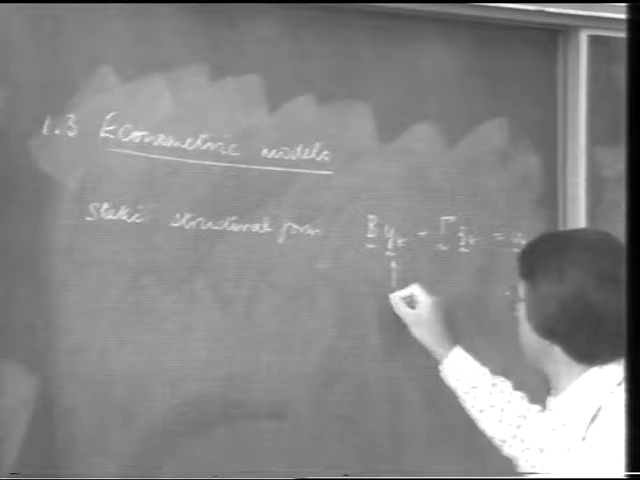 1.3 Econometric models
Static structural form B y_t - Γ z_t = u